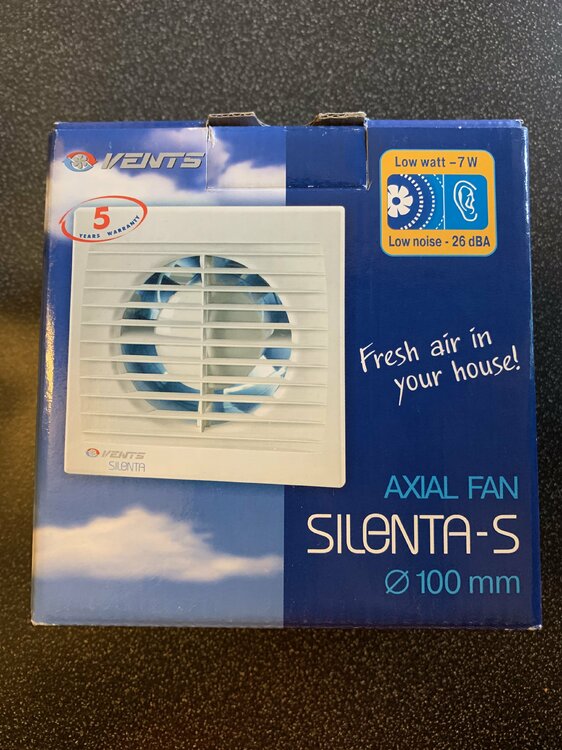 VENTS
5
YEARS WARRANTY
Low watt – 7 W
Low noise - 26 dBA
Fresh air in
your house!
VENTS
SILENTA
AXIAL FAN
SILENTA-S
Ø 100 mm